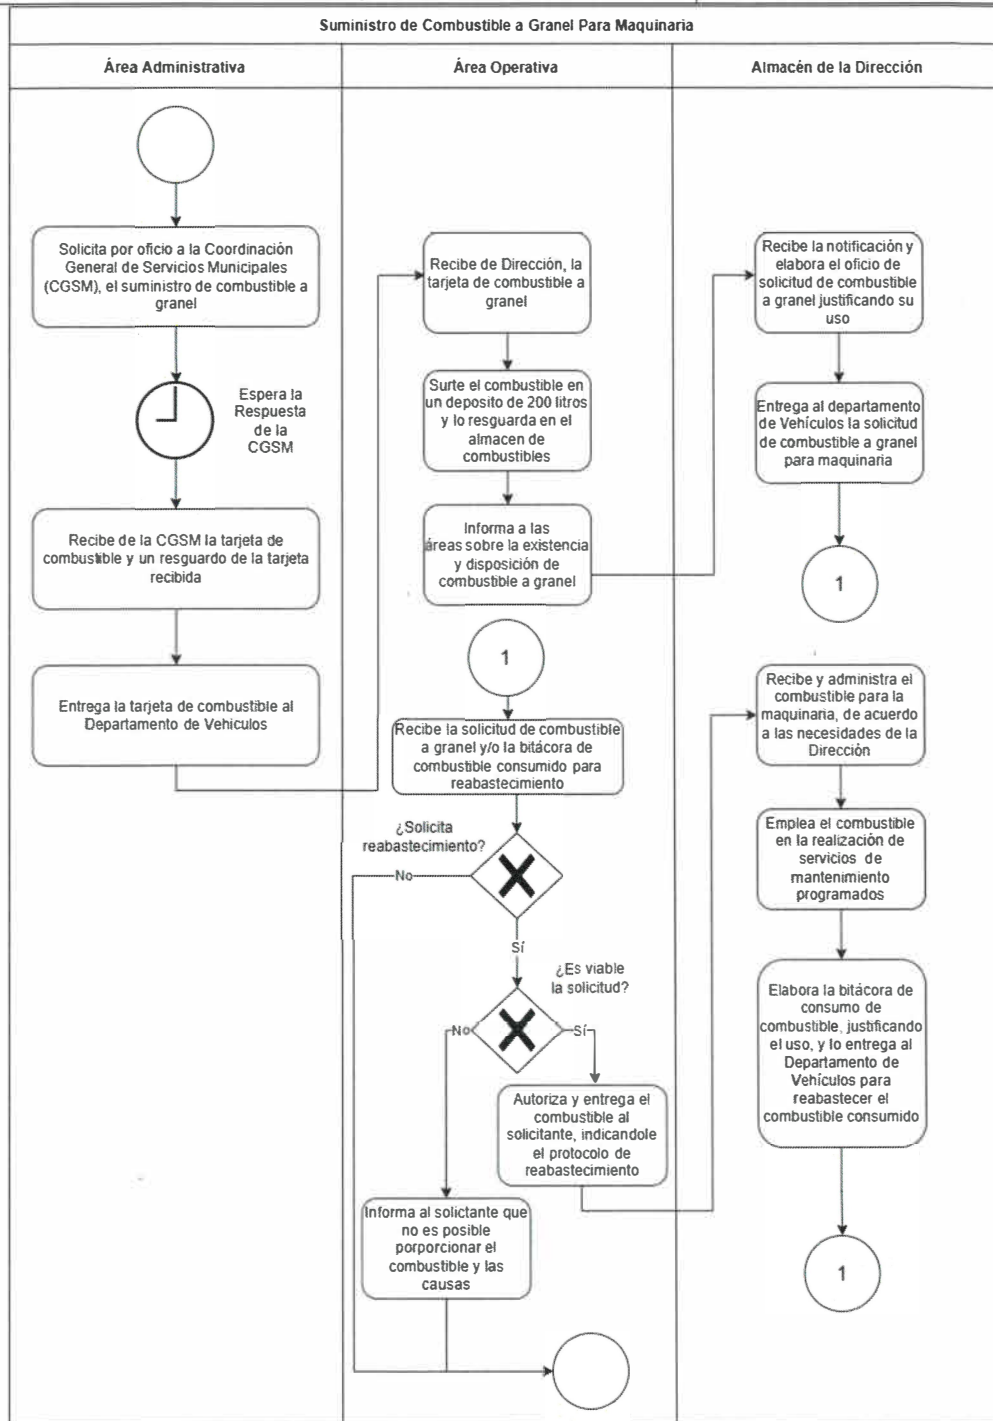 Suministro de Combustible a Granel Para Maquinaria
Área Administrativa
Área Operativa
Almacén de la Dirección
Solicita por oficio a la Coordinación
General de Servicios Municipales
(CGSM), el suministro de combustible a
granel
Espera la
Respuesta
de la
CGSM
Recibe de la CGSM la tarjeta de
combustible y un resguardo de la tarjeta
recibida
Entrega la tarjeta de combustible al
Departamento de Vehiculos
Recibe de Dirección, la
tarjeta de combustible a
granel
Surte el combustible en
un deposito de 200 litros
y lo resguarda en el
almacen de
combustibles
Informa a las
áreas sobre la existencia
y disposición de
combustible a granel
1
Recibe la solicitud de combustible
a granel y/o la bitácora de
combustible consumido para
reabastecimiento
¿Solicita
reabastecimiento?
No
Sí
¿Es viable
la solicitud?
No
Sí
Autoriza y entrega el
combustible al
solicitante, indicandole
el protocolo de
reabastecimiento
Informa al solictante que
no es posible
porporcionar el
combustible y las
causas
Recibe la notificación y
elabora el oficio de
solicitud de combustible
a granel justificando su
uso
Entrega al departamento
de Vehículos la solicitud
de combustible a granel
para maquinaria
1
Recibe y administra el
combustible para la
maquinaria, de acuerdo
a las necesidades de la
Dirección
Emplea el combustible
en la realización de
servicios de
mantenimiento
programados
Elabora la bitácora de
consumo de
combustible, justificando
el uso, y lo entrega al
Departamento de
Vehículos para
reabastecer el
combustible consumido
1